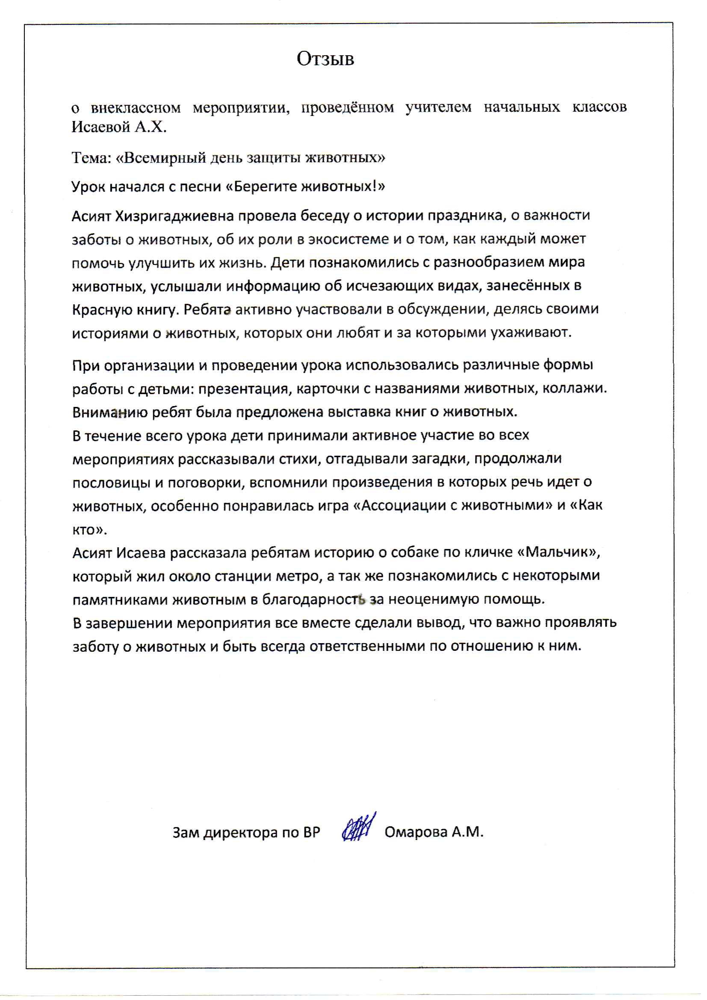 Отзыв
о внеклассном мероприятии, проведённом учителем начальных классов
Исаевой А.Х.
Тема: «Всемирный день защиты животных»
Урок начался с песни «Берегите животных!»
Асият Хизригаджиевна провела беседу о истории праздника, о важности
заботы о животных, об их роли в экосистеме и о том, как каждый может
помочь улучшить их жизнь. Дети познакомились с разнообразием мира
животных, услышали информацию об исчезающих видах, занесённых в
Красную книгу. Ребята активно участвовали в обсуждении, делясь своими
историями о животных, которых они любят и за которыми ухаживают.
При организации и проведении урока использовались различные формы
работы с детьми: презентация, карточки с названиями животных, коллажи.
Вниманию ребят была предложена выставка книг о животных.
В течение всего урока дети принимали активное участие во всех
мероприятиях рассказывали стихи, отгадывали загадки, продолжали
пословицы и поговорки, вспомнили произведения в которых речь идет о
животных, особенно понравилась игра «Ассоциации с животными» и «Как
кто».
Асият Исаева рассказала ребятам историю о собаке по кличке «Мальчик»,
который жил около станции метро, а так же познакомились с некоторыми
памятниками животным в благодарность за неоценимую помощь.
В завершении мероприятия все вместе сделали вывод, что важно проявлять
заботу о животных и быть всегда ответственными по отношению к ним.
Зам директора по ВР Омарова А.М.